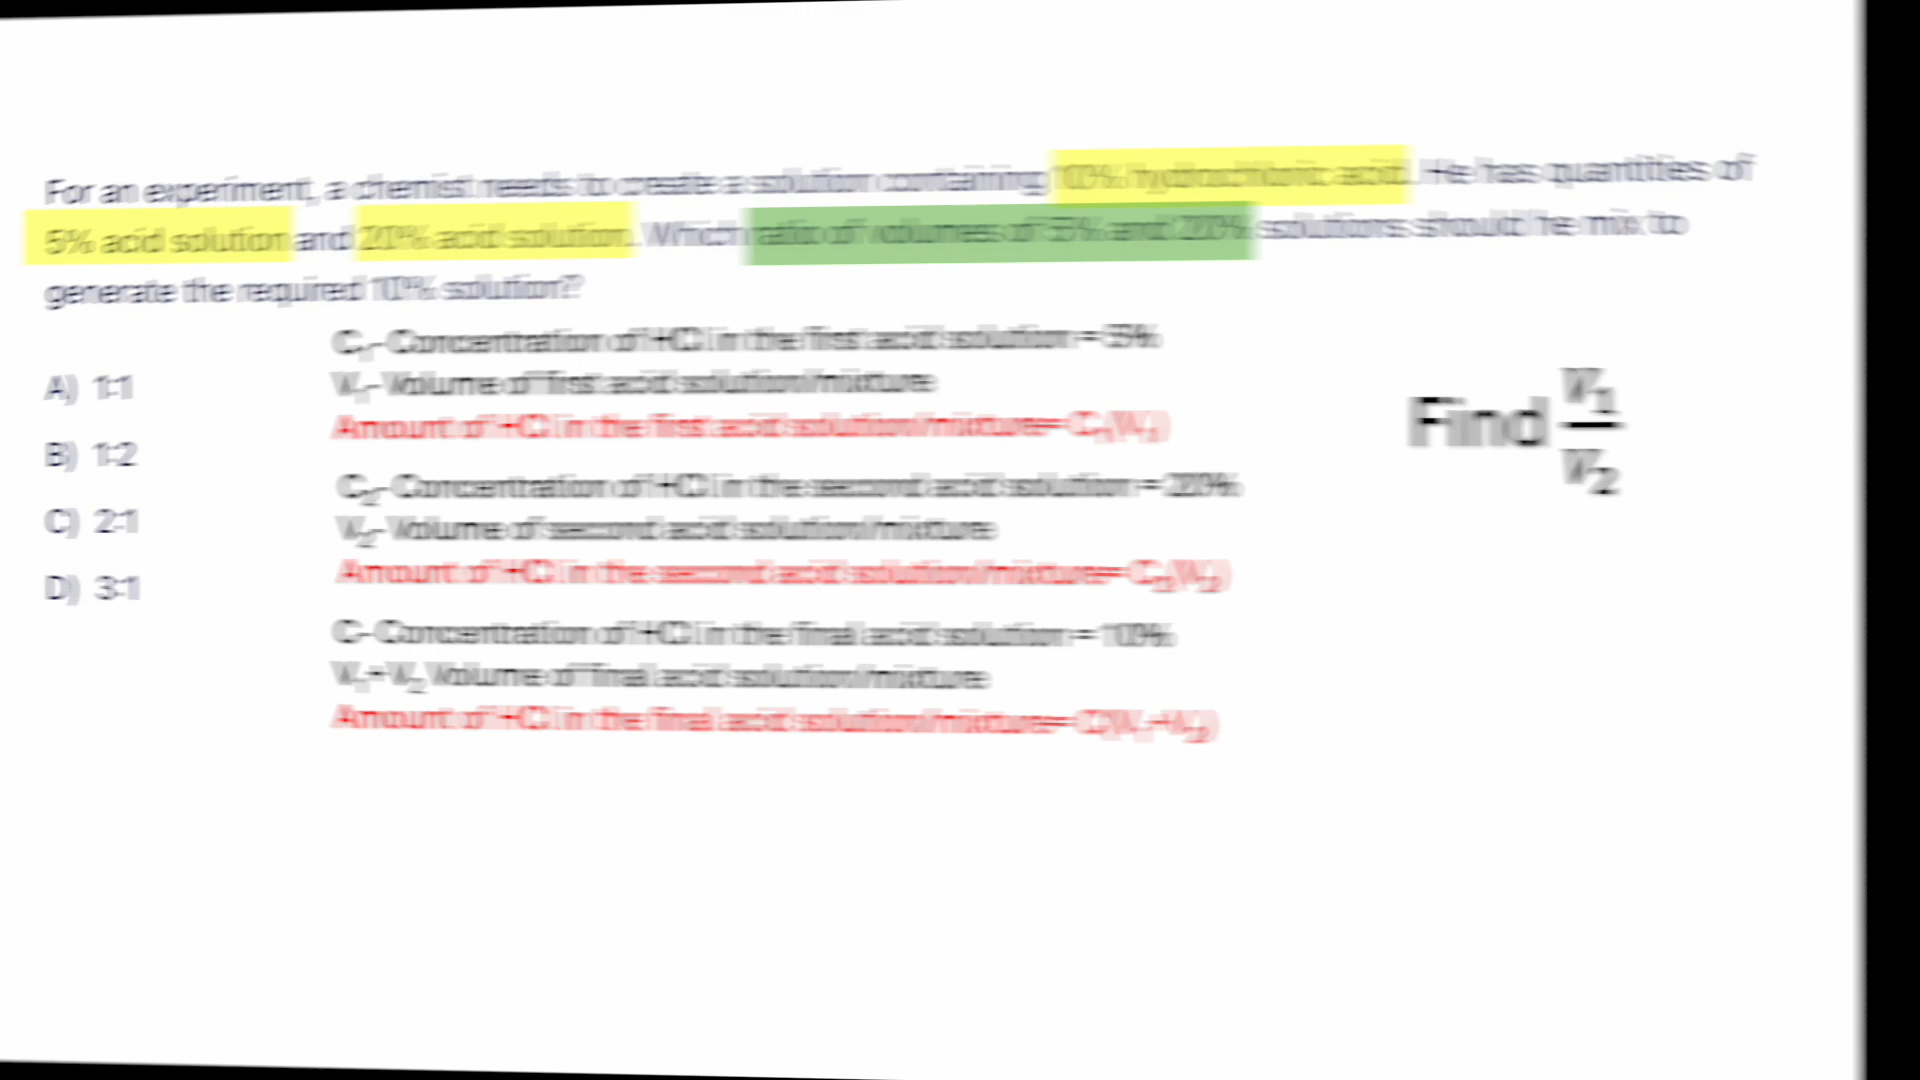 For an experiment, a chemist needs to create a solution containing 10% hydrochloric acid. He has quantities of
5% acid solution and 20% acid solution. Which ratio of volumes of 5% and 20% solutions should he mix to
generate the required 10% solution?
C₁- Concentration of HCl in the first acid solution = 5%
V₁- Volume of first acid solution/mixture
Amount of HCl in the first acid solution/mixture= C₁(V₁)
C₂- Concentration of HCl in the second acid solution = 20%
V₂- Volume of second acid solution/mixture
Amount of HCl in the second acid solution/mixture= C₂(V₂)
C- Concentration of HCl in the final acid solution = 10%
V₁+V₂ Volume of final acid solution/mixture
Amount of HCl in the final acid solution/mixture= C(V₁+V₂)
A) 1:1
B) 1:2
C) 2:1
D) 3:1
Find V₁/V₂